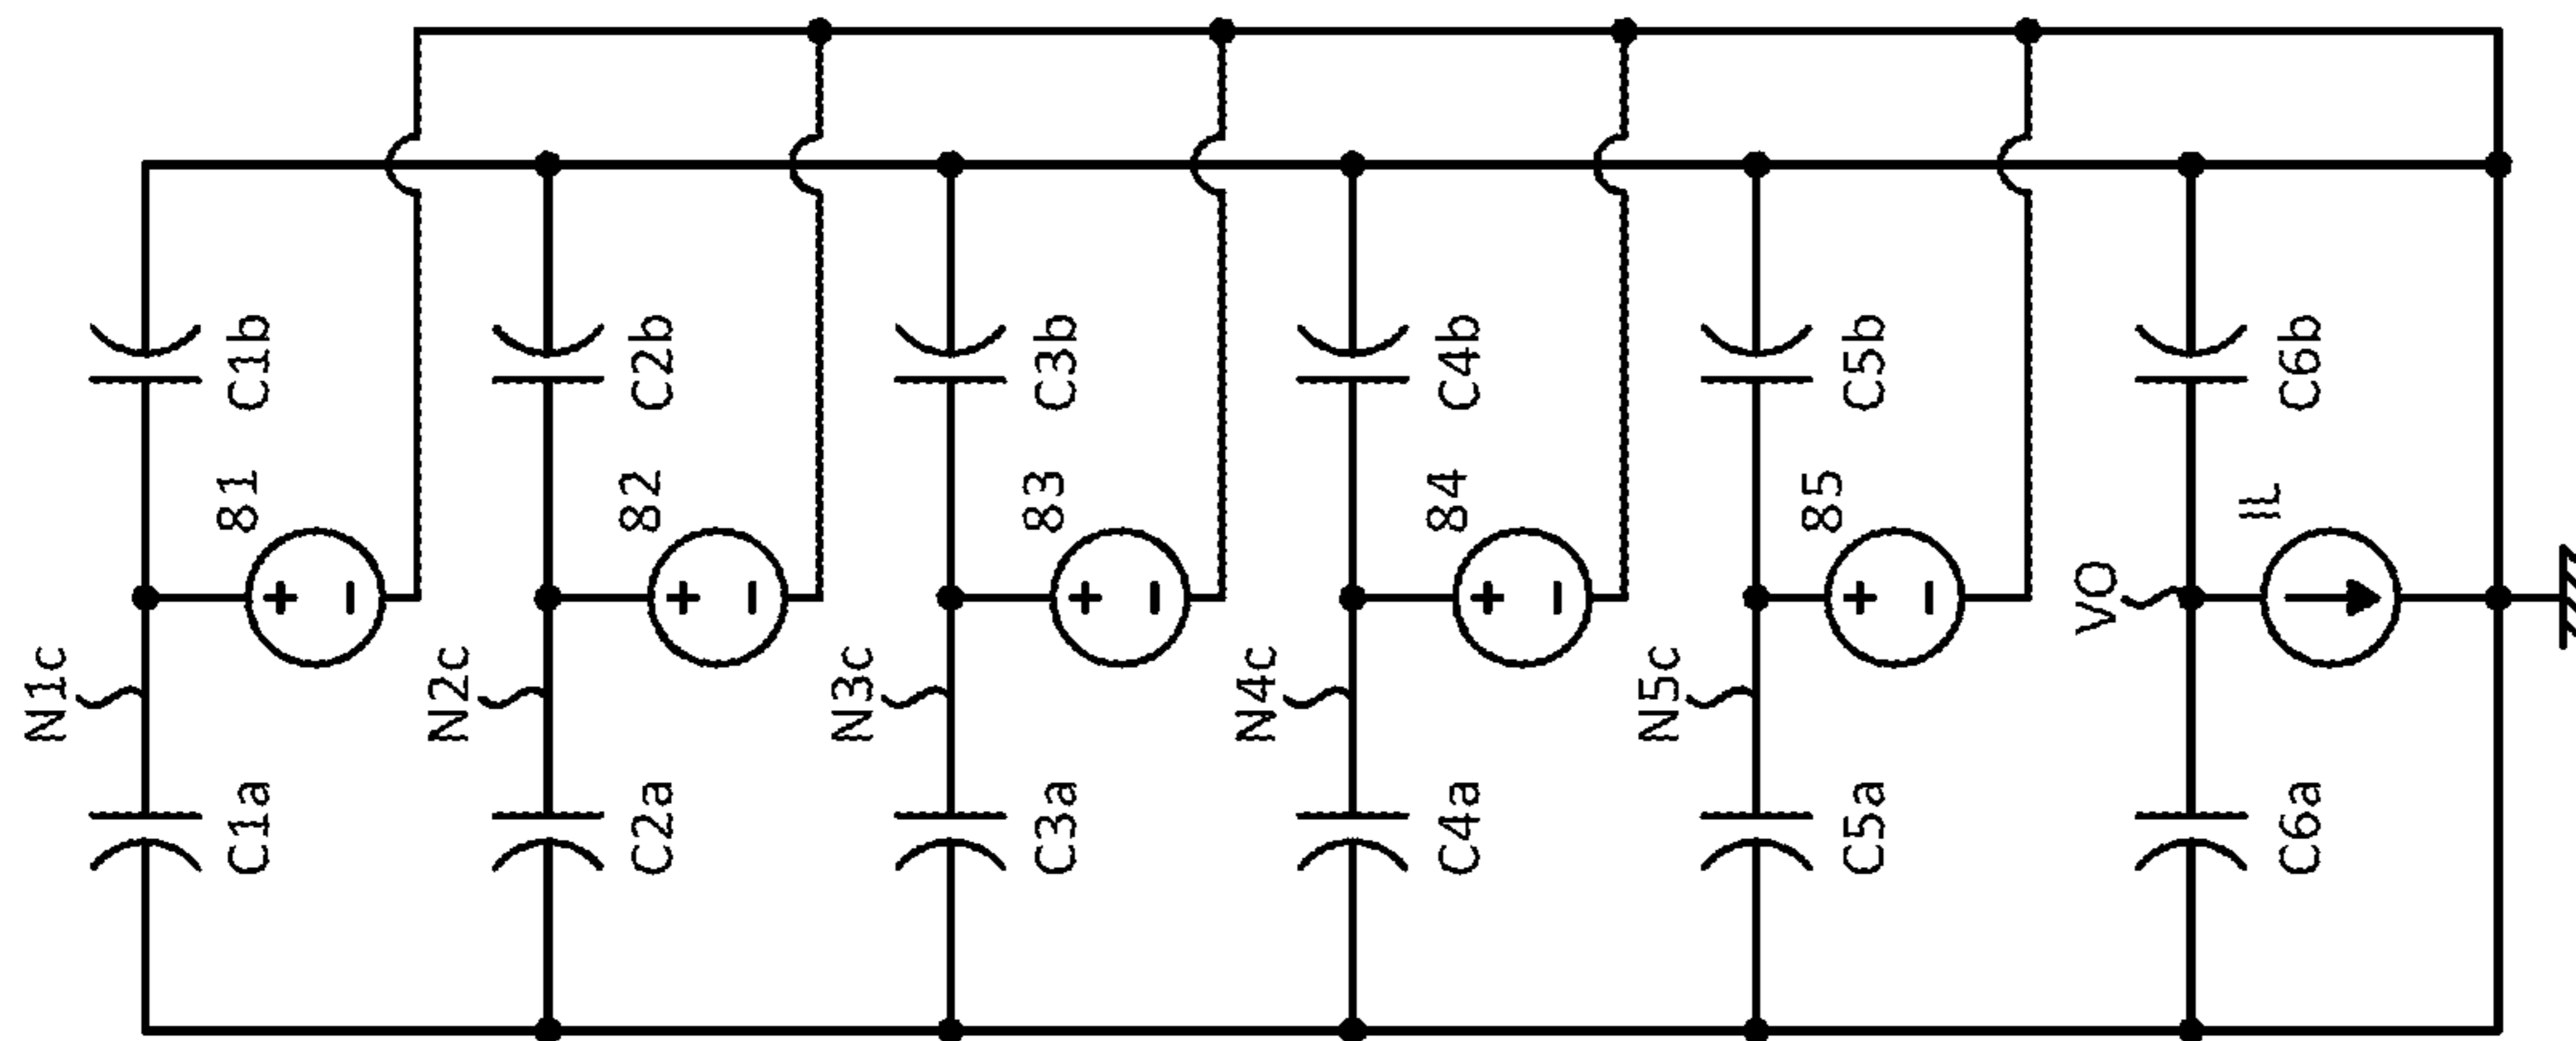 C1b
C2b
C3b
C4b
C5b
C6b
81
82
83
84
85
IL
+ −
+ −
+ −
+ −
+ −
VO
N1c
N2c
N3c
N4c
N5c
C1a
C2a
C3a
C4a
C5a
C6a